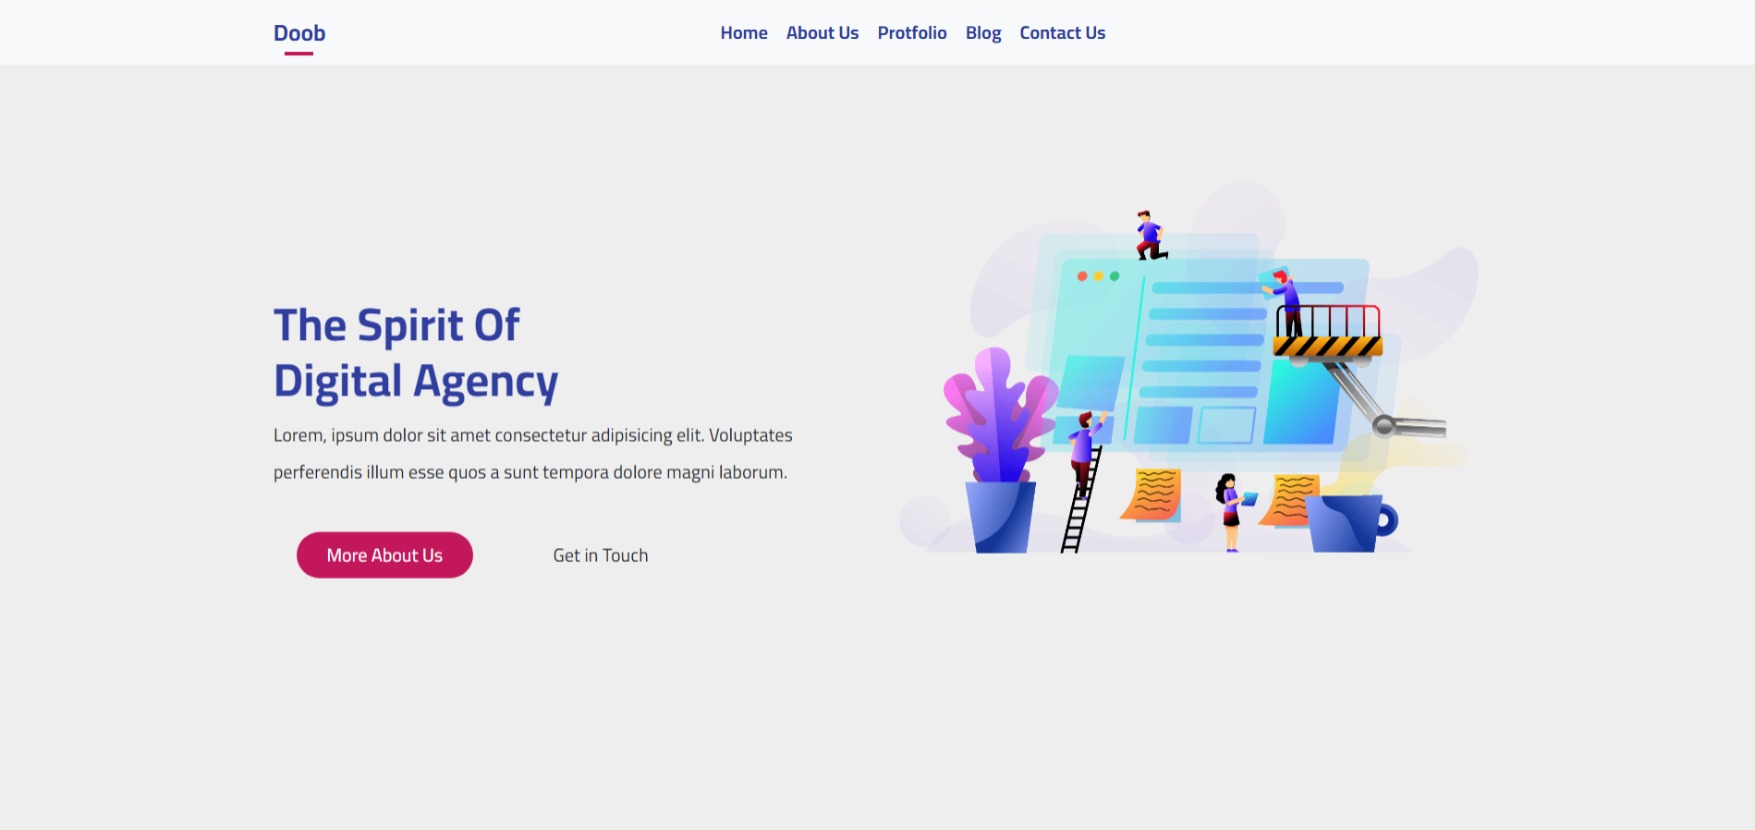 Doob
Home About Us Protfolio Blog Contact Us
The Spirit Of
Digital Agency
Lorem, ipsum dolor sit amet consectetur adipisicing elit. Voluptates
perferendis illum esse quos a sunt tempora dolore magni laborum.
More About Us Get in Touch